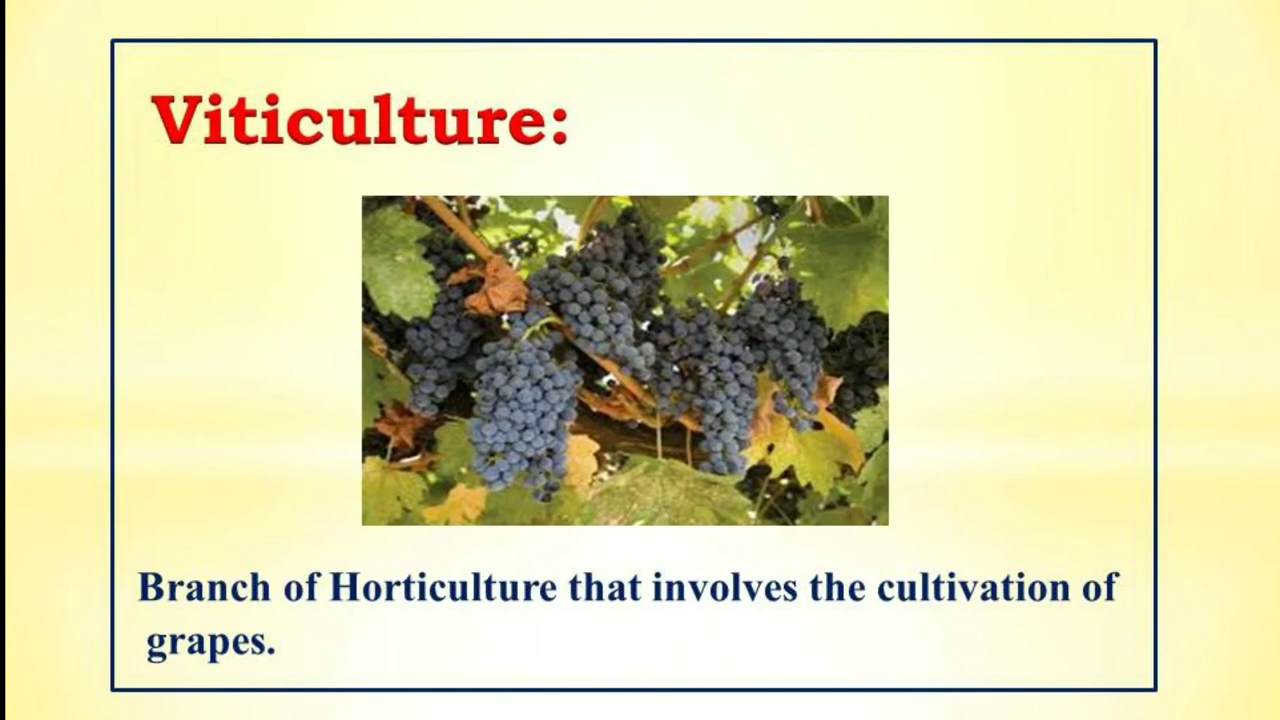 Viticulture:
Branch of Horticulture that involves the cultivation of
grapes.